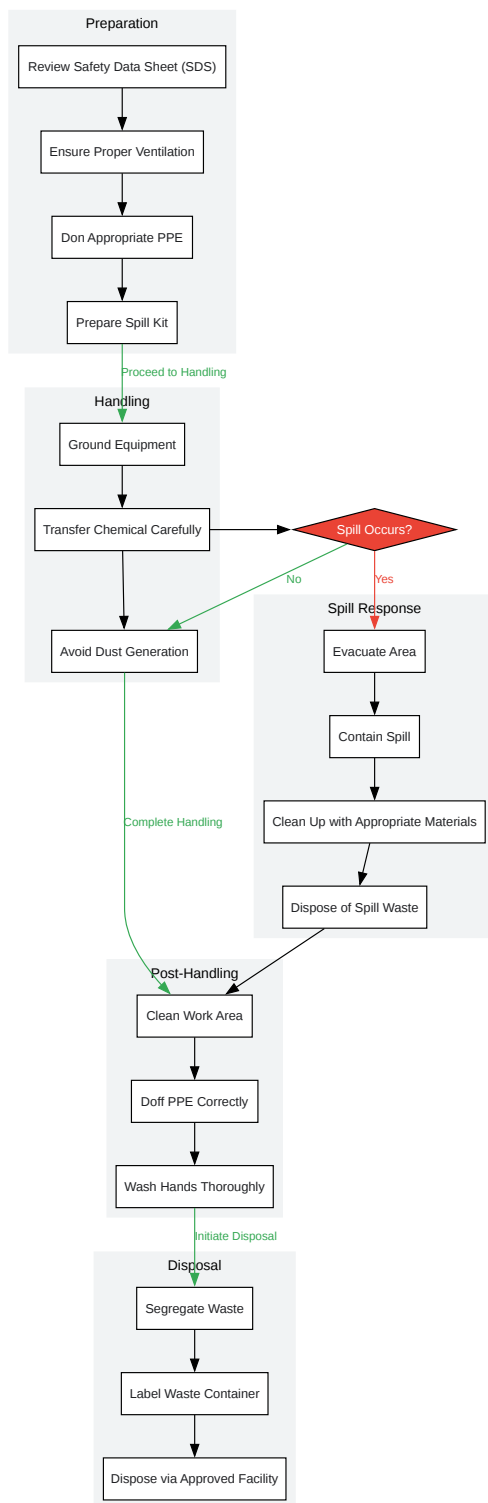 Preparation
Review Safety Data Sheet (SDS)
Ensure Proper Ventilation
Don Appropriate PPE
Prepare Spill Kit
Proceed to Handling
Handling
Ground Equipment
Transfer Chemical Carefully
Spill Occurs?
No
Yes
Avoid Dust Generation
Spill Response
Evacuate Area
Contain Spill
Clean Up with Appropriate Materials
Complete Handling
Dispose of Spill Waste
Post-Handling
Clean Work Area
Doff PPE Correctly
Wash Hands Thoroughly
Initiate Disposal
Disposal
Segregate Waste
Label Waste Container
Dispose via Approved Facility